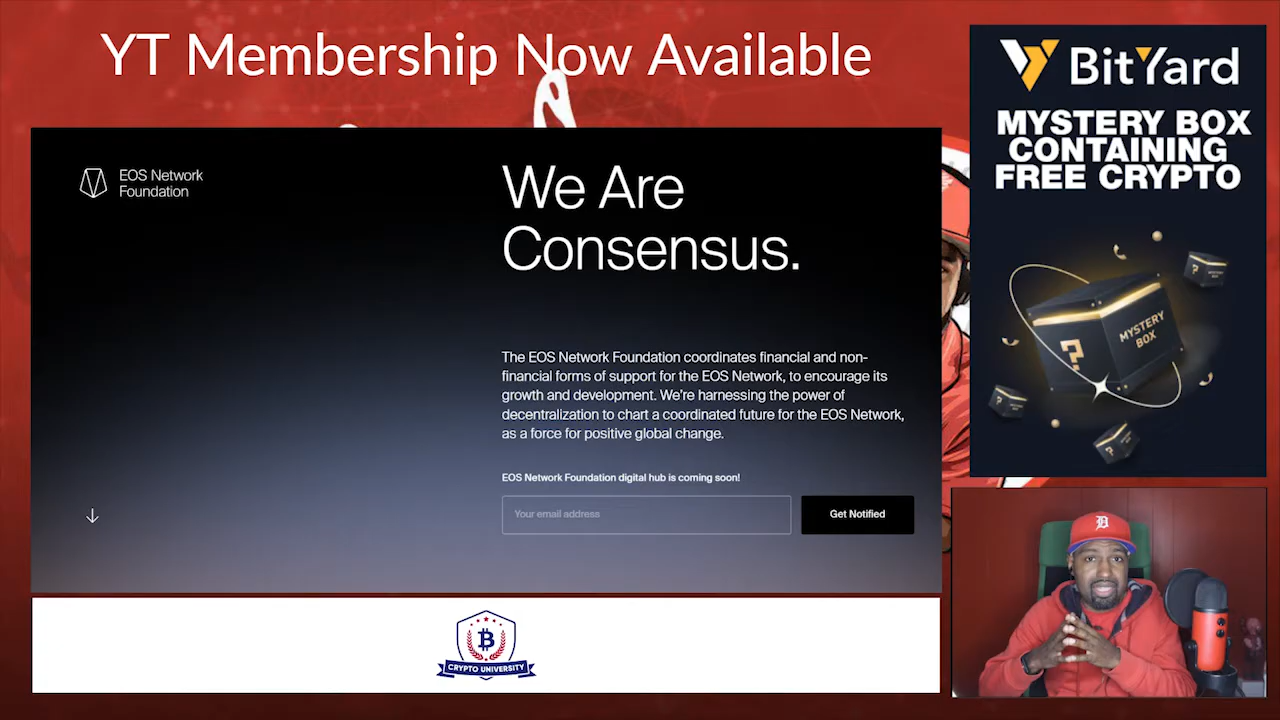 YT Membership Now Available
EOS Network
Foundation
We Are
Consensus.
The EOS Network Foundation coordinates financial and non-
financial forms of support for the EOS Network, to encourage its
growth and development. We're harnessing the power of
decentralization to chart a coordinated future for the EOS Network,
as a force for positive global change.
EOS Network Foundation digital hub is coming soon!
Your email address
Get Notified
CRYPTO UNIVERSITY
BitYard
MYSTERY BOX
CONTAINING
FREE CRYPTO
?
MYSTERY
BOX